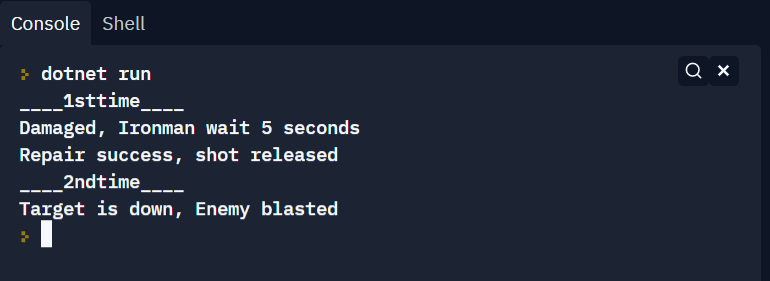 Console Shell
> dotnet run
____1sttime____
Damaged, Ironman wait 5 seconds
Repair success, shot released
____2ndtime____
Target is down, Enemy blasted
>